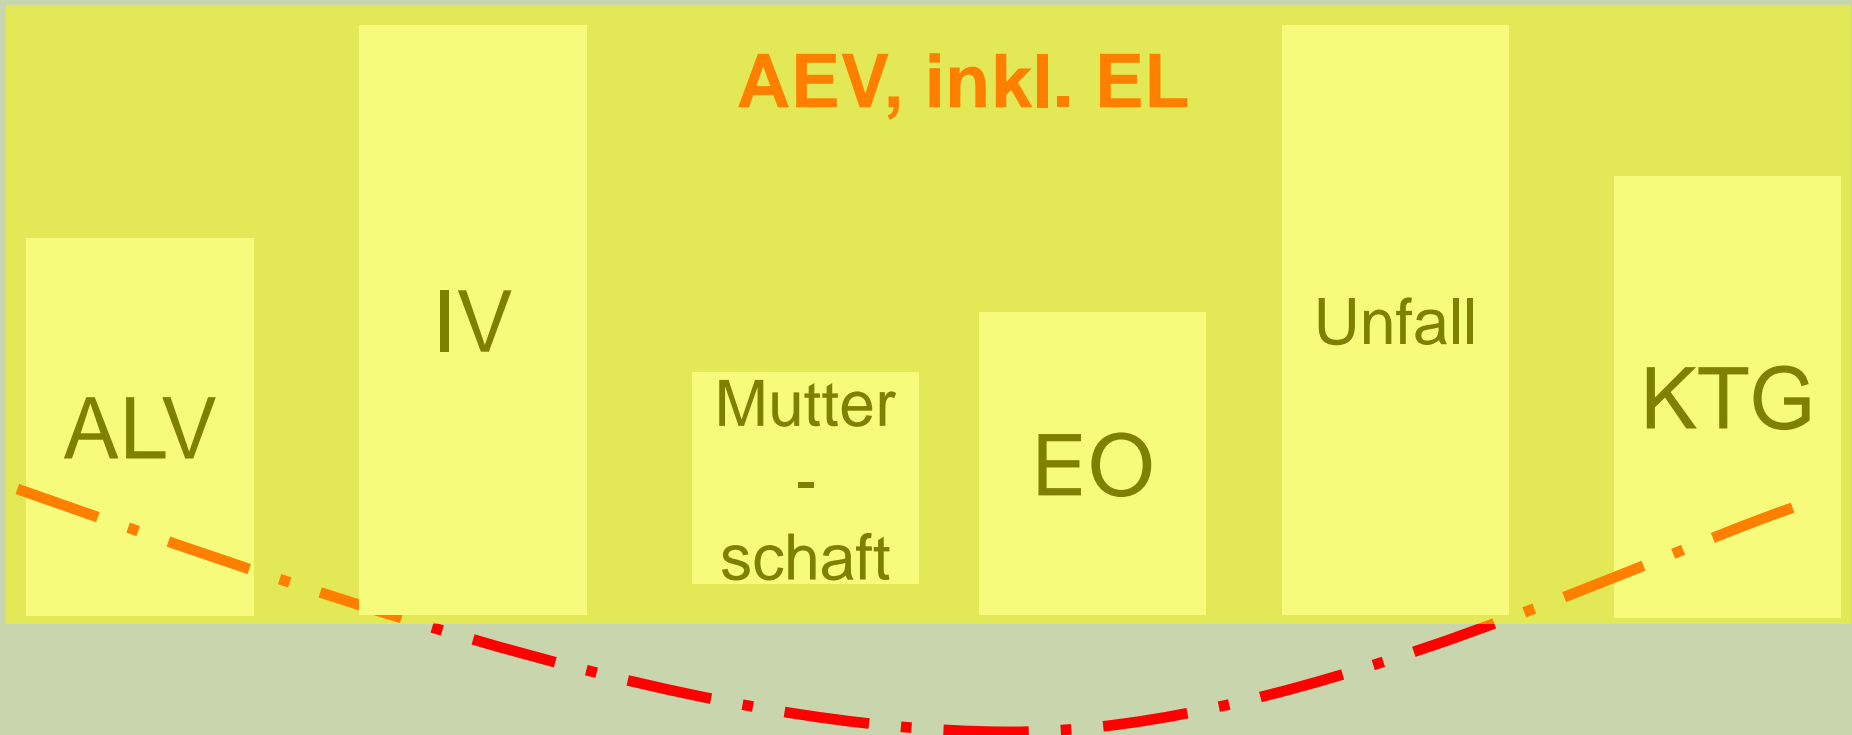 AEV, inkl. EL
ALV
IV
Mutter
-
schaft
EO
Unfall
KTG